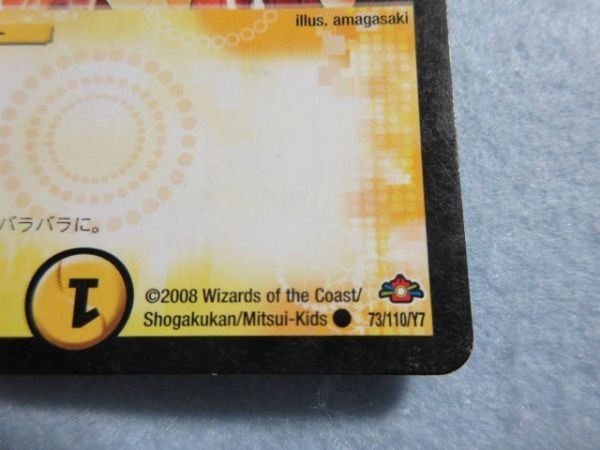 illus. amagasaki
バラバラに。
1
©2008 Wizards of the Coast/
Shogakukan/Mitsui-Kids ● 73/110/Y7